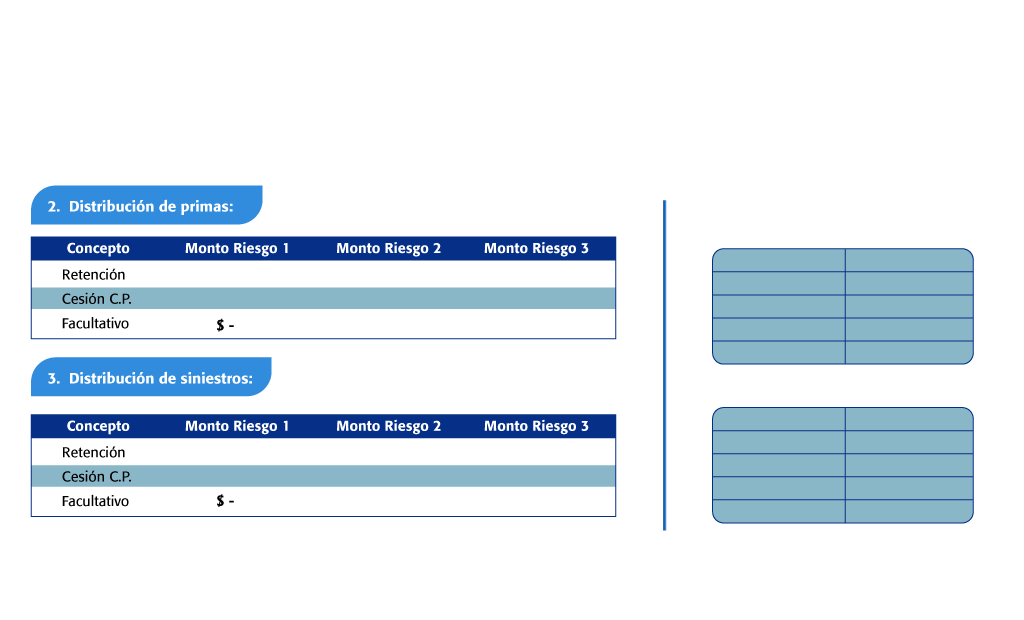 2. Distribución de primas:
Concepto Monto Riesgo 1 Monto Riesgo 2 Monto Riesgo 3
Retención
Cesión C.P.
Facultativo $ -
3. Distribución de siniestros:
Concepto Monto Riesgo 1 Monto Riesgo 2 Monto Riesgo 3
Retención
Cesión C.P.
Facultativo $ -